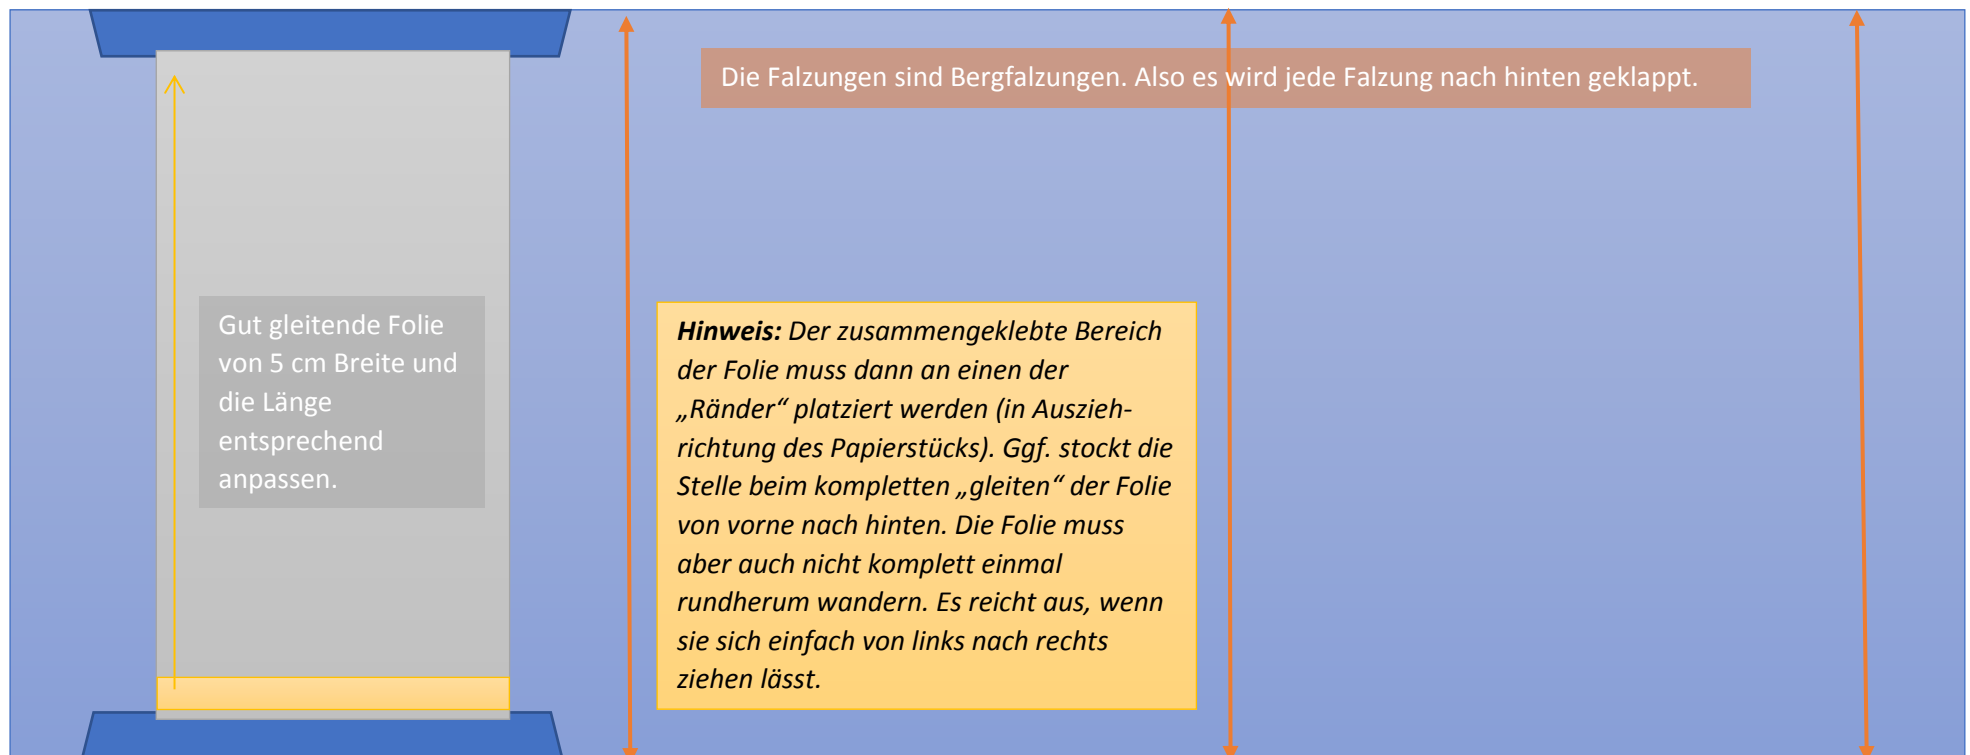 Die Falzungen sind Bergfalzungen. Also es wird jede Falzung nach hinten geklappt.
Gut gleitende Folie
von 5 cm Breite und
die Länge
entsprechend
anpassen.
Hinweis: Der zusammengeklebte Bereich
der Folie muss dann an einen der
„Ränder“ platziert werden (in Auszieh-
richtung des Papierstücks). Ggf. stockt die
Stelle beim kompletten „gleiten“ der Folie
von vorne nach hinten. Die Folie muss
aber auch nicht komplett einmal
rundherum wandern. Es reicht aus, wenn
sie sich einfach von links nach rechts
ziehen lässt.